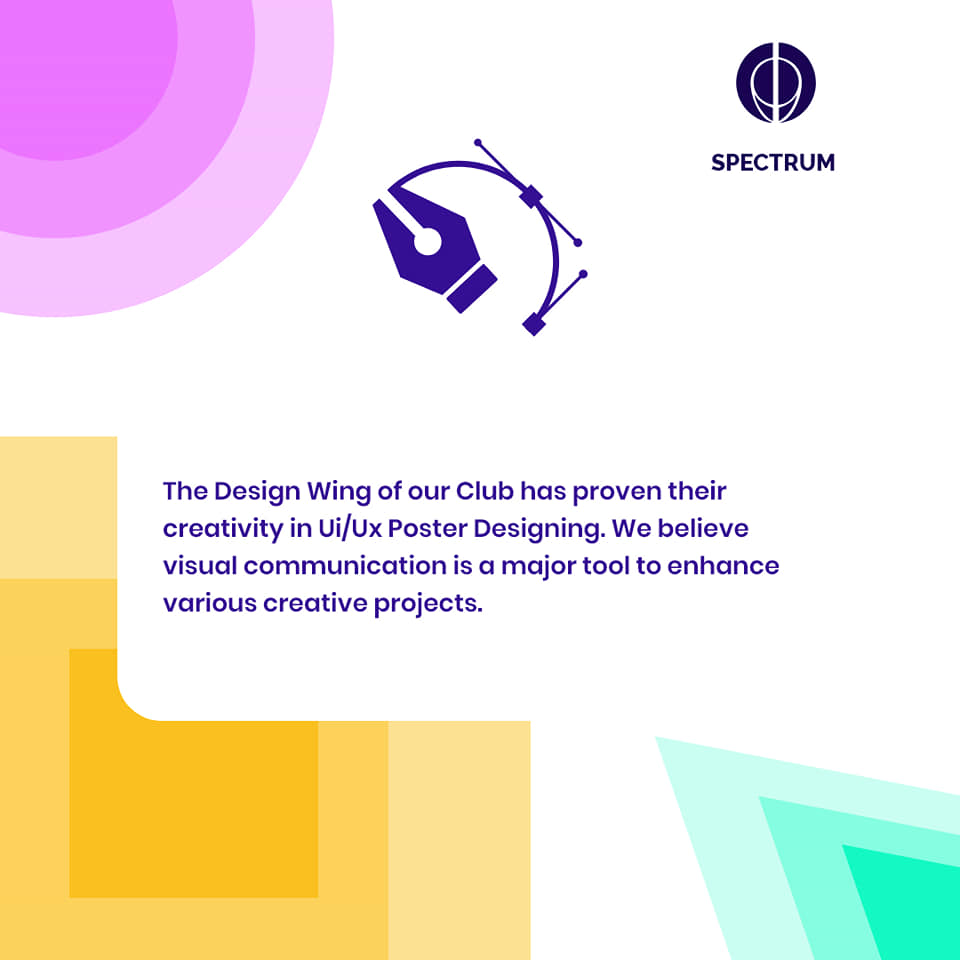 SPECTRUM
The Design Wing of our Club has proven their
creativity in Ui/Ux Poster Designing. We believe
visual communication is a major tool to enhance
various creative projects.